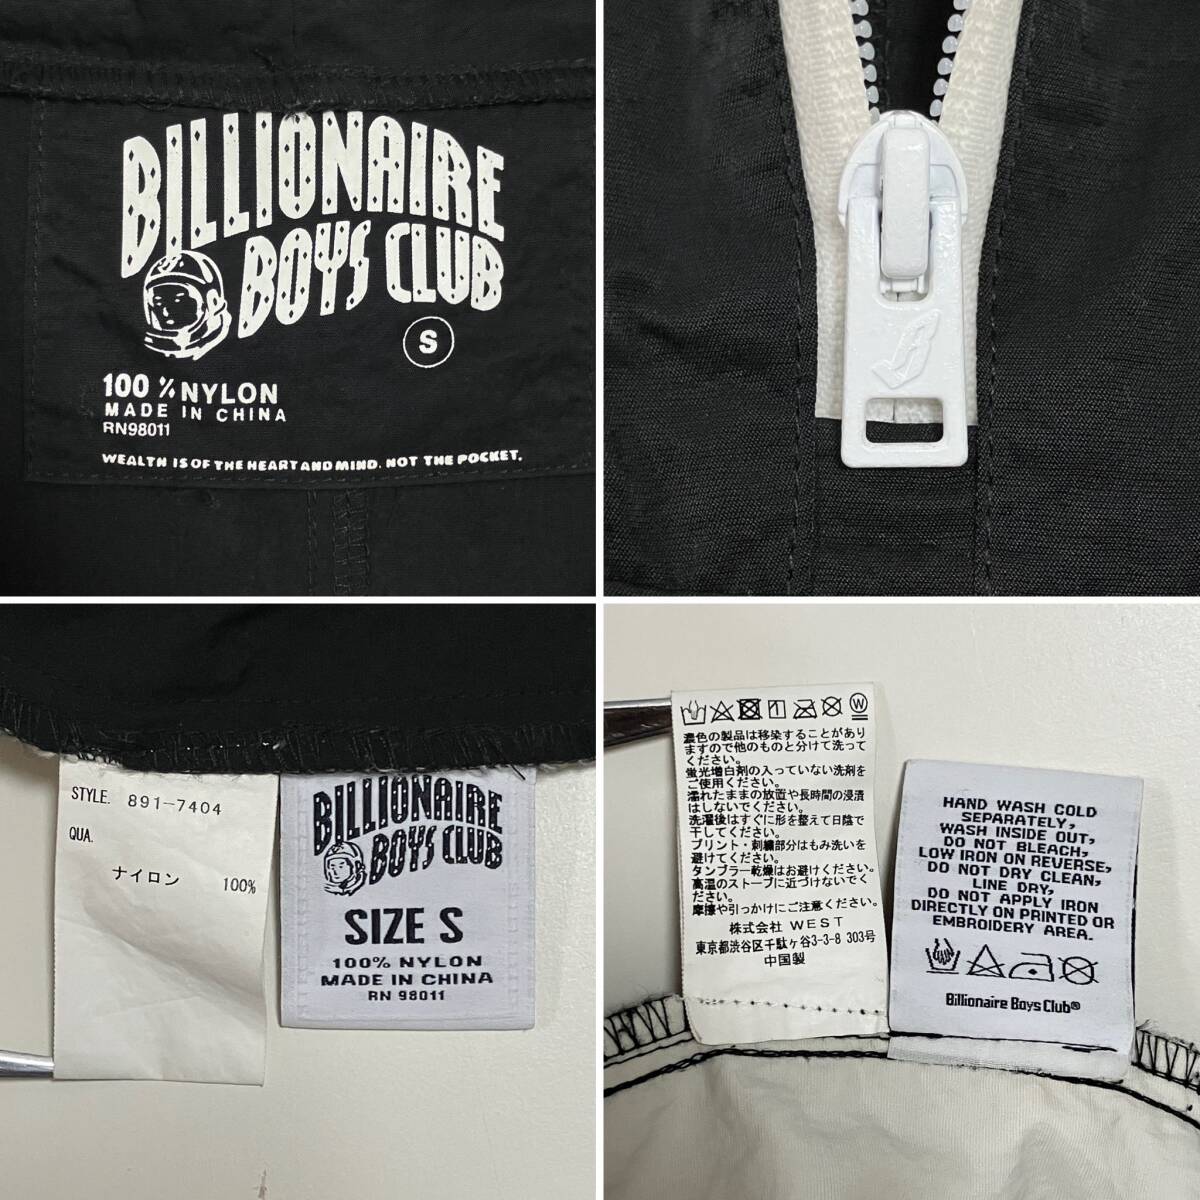 BILLIONAIRE
BOYS CLUB
S
100 % NYLON
MADE IN CHINA
RN98011
WEALTH IS OF THE HEART AND MIND. NOT THE POCKET.
B
STYLE. 891-7404
QUA.
ナイロン 100%
BILLIONAIRE
BOYS CLUB
SIZE S
100% NYLON
MADE IN CHINA
RN 98011
W
濃色の製品は移染することがあり
ますので他のものと分けて洗って
ください。
蛍光増白剤の入っていない洗剤を
ご使用ください。
濡れたままの放置や長時間の浸漬
はしないでください。
洗濯後はすぐに形を整えて日陰で
干してください。
プリント・刺繍部分はもみ洗いを
避けてください。
タンブラー乾燥はお避けください。
高温のストーブに近づけないでく
ださい。
摩擦や引っかけにご注意ください。
株式会社 WEST
東京都渋谷区千駄ヶ谷3-3-8 303号
中国製
HAND WASH COLD
SEPARATELY,
WASH INSIDE OUT,
DO NOT BLEACH,
LOW IRON ON REVERSE,
DO NOT DRY CLEAN,
LINE DRY,
DO NOT APPLY IRON
DIRECTLY ON PRINTED OR
EMBROIDERY AREA.
Billionaire Boys Club®